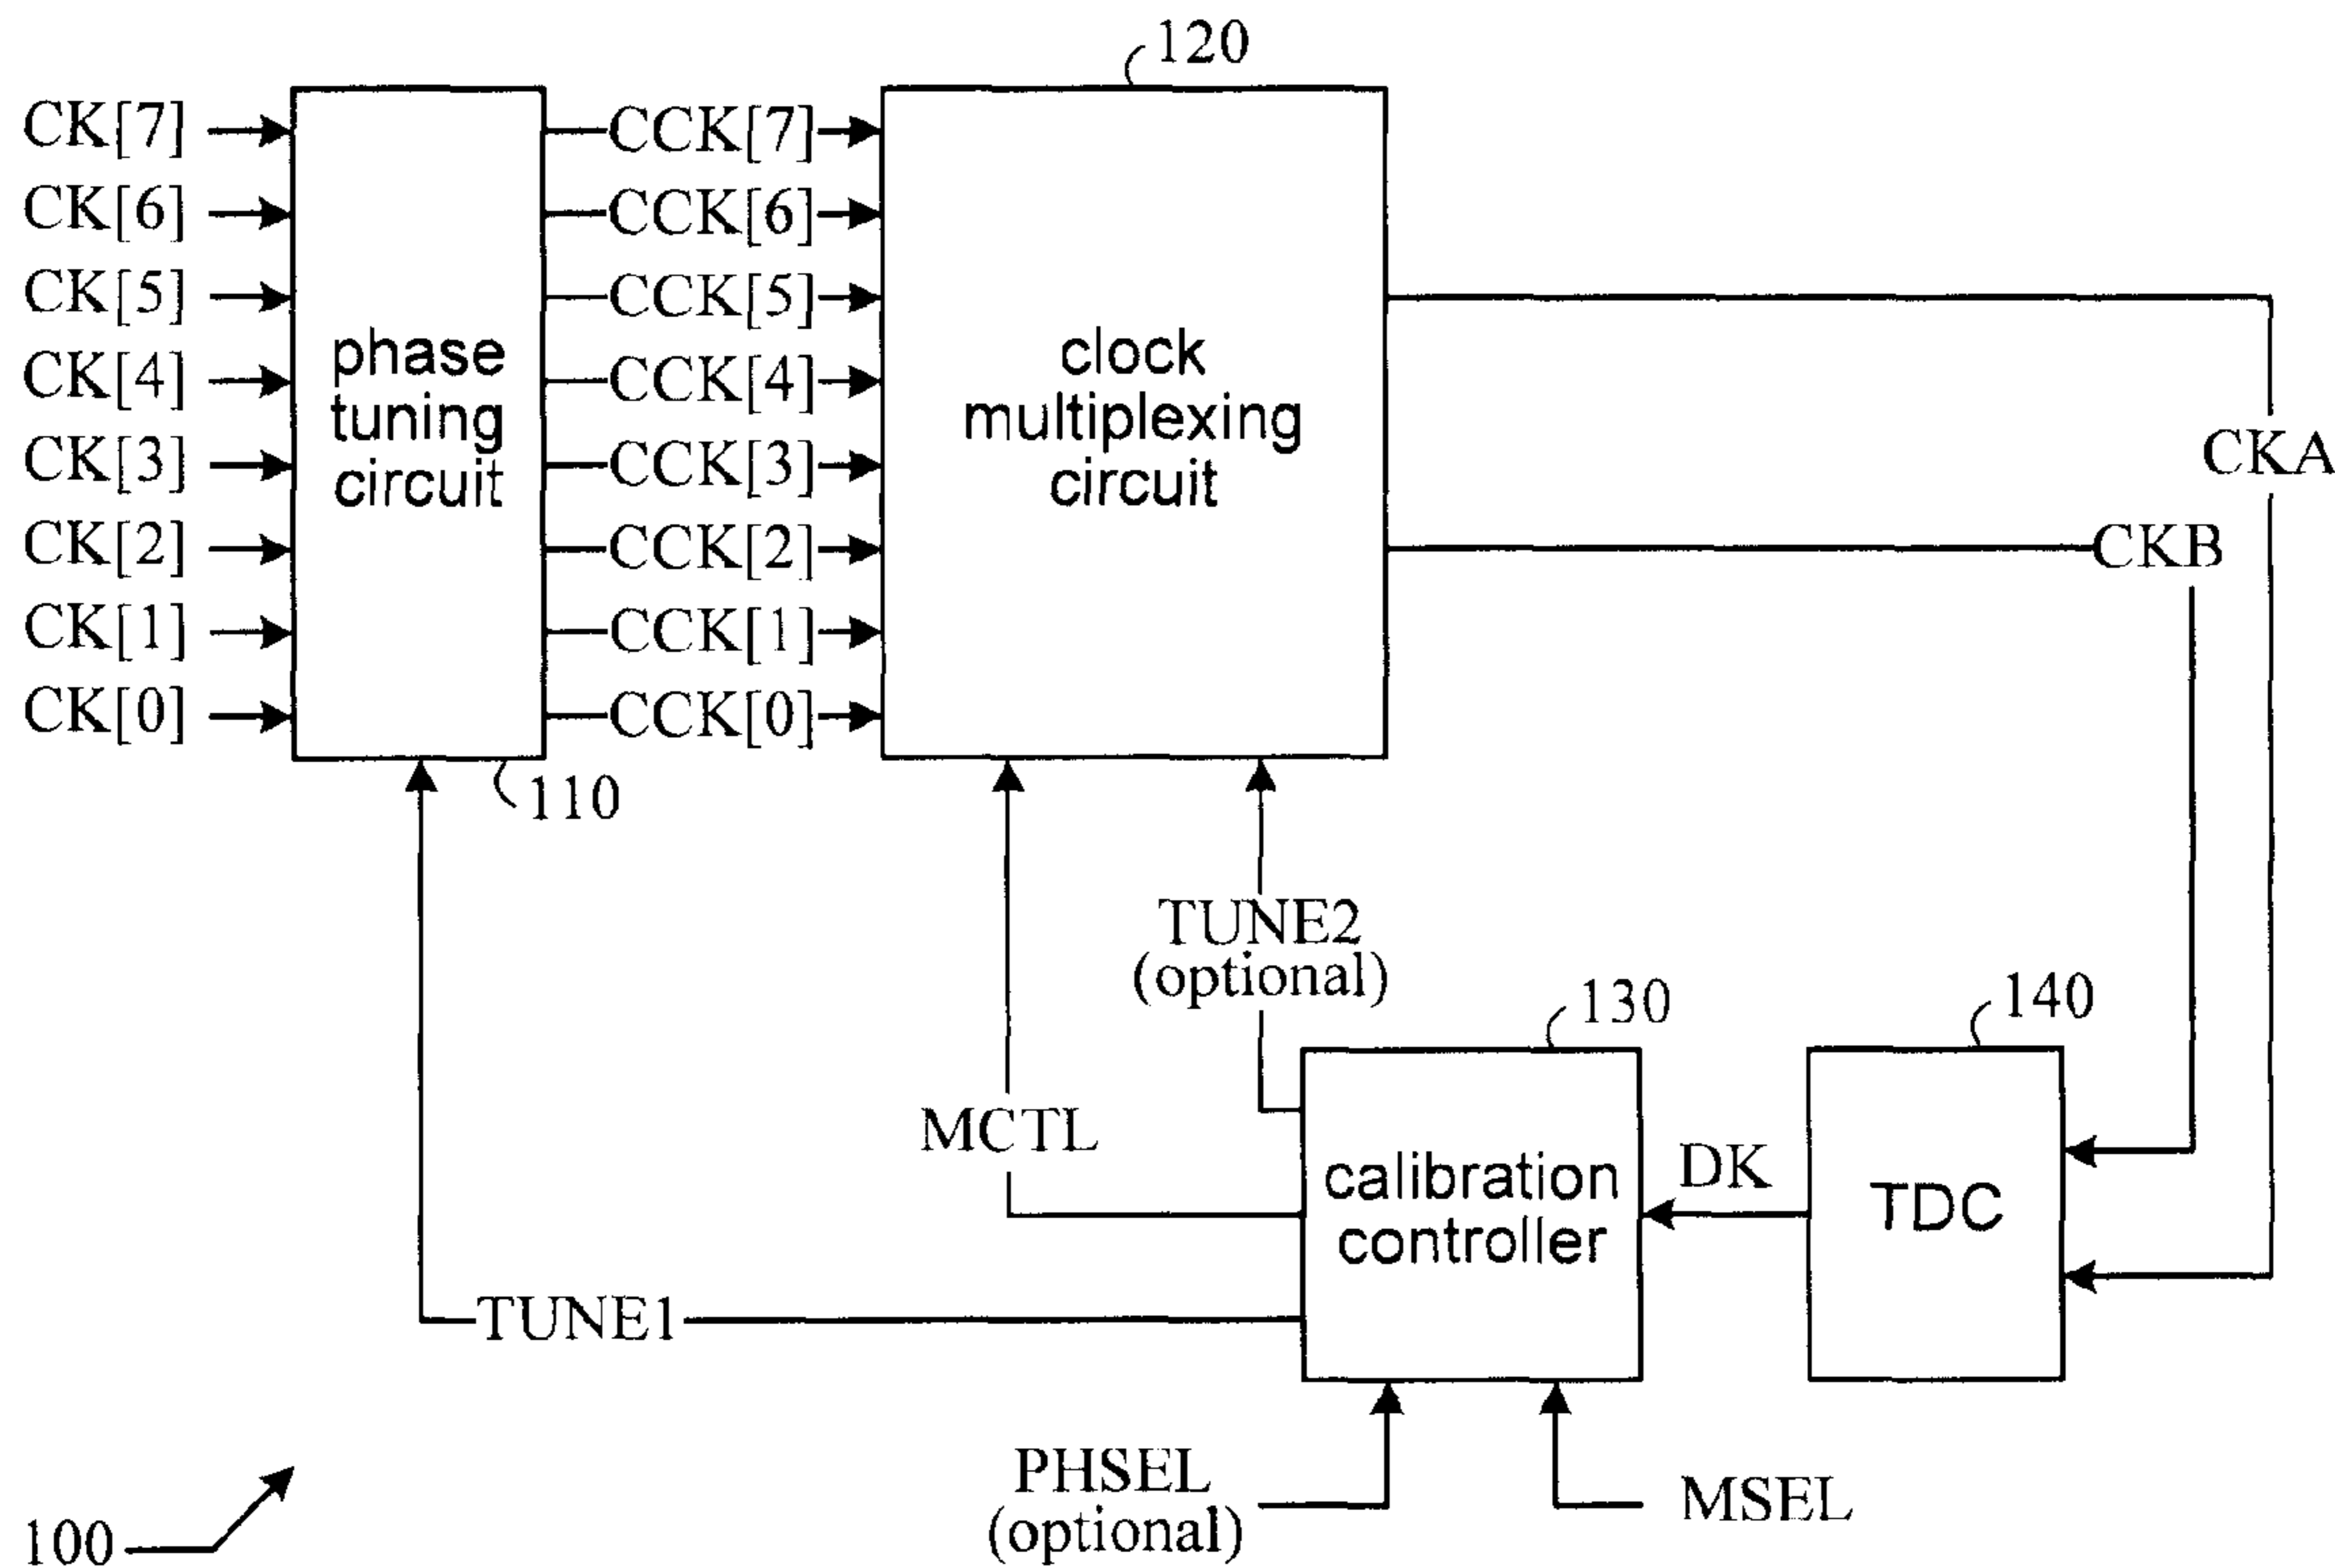 120
CK[7]
CCK[7]
CK[6]
CCK[6]
CK[5]
CCK[5]
CK[4]
CCK[4]
CK[3]
CCK[3]
CK[2]
CCK[2]
CK[1]
CCK[1]
CK[0]
CCK[0]
phase
tuning
circuit
clock
multiplexing
circuit
CKA
CKB
110
TUNE2
(optional)
130
140
MCTL
calibration
controller
DK
TDC
TUNE1
PHSEL
(optional)
MSEL
100